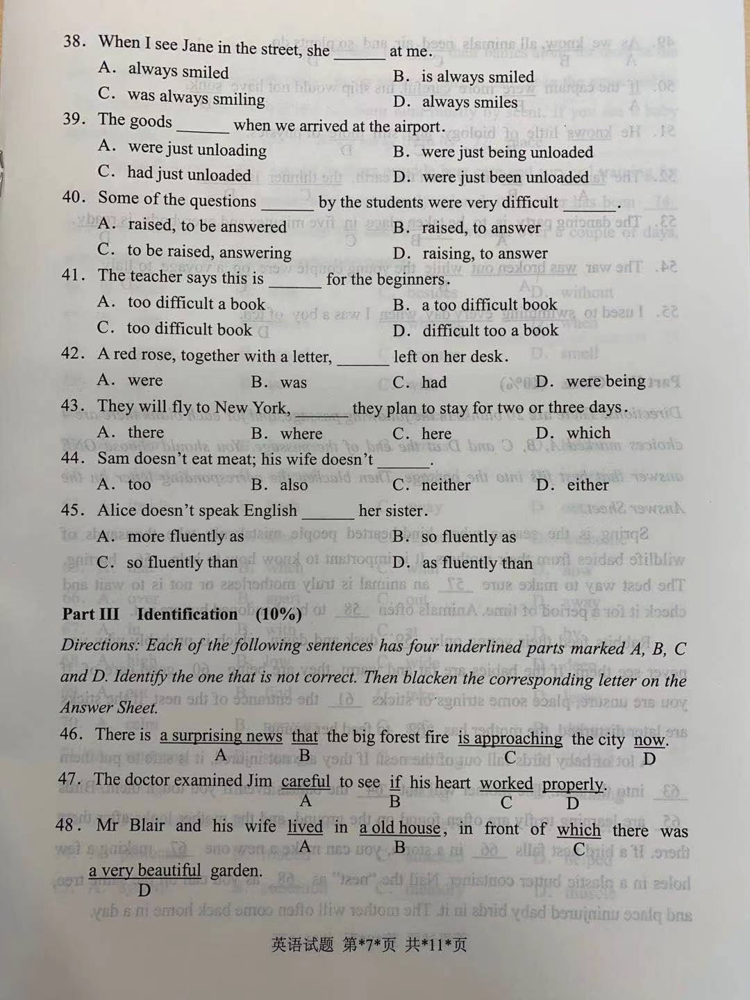 38. When I see Jane in the street, she ______ at me.
A. always smiled B. is always smiled
C. was always smiling D. always smiles
39. The goods ______ when we arrived at the airport.
A. were just unloading B. were just being unloaded
C. had just unloaded D. were just been unloaded
40. Some of the questions ______ by the students were very difficult ______.
A. raised, to be answered B. raised, to answer
C. to be raised, answering D. raising, to answer
41. The teacher says this is ______ for the beginners.
A. too difficult a book B. a too difficult book
C. too difficult book D. difficult too a book
42. A red rose, together with a letter, ______ left on her desk.
A. were B. was C. had D. were being
43. They will fly to New York, ______ they plan to stay for two or three days.
A. there B. where C. here D. which
44. Sam doesn't eat meat; his wife doesn't ______.
A. too B. also C. neither D. either
45. Alice doesn't speak English ______ her sister.
A. more fluently as B. so fluently as
C. so fluently than D. as fluently than
Part III Identification (10%)
Directions: Each of the following sentences has four underlined parts marked A, B, C
and D. Identify the one that is not correct. Then blacken the corresponding letter on the
Answer Sheet.
46. There is a surprising news that the big forest fire is approaching the city now.
A B C D
47. The doctor examined Jim careful to see if his heart worked properly.
A B C D
48. Mr Blair and his wife lived in a old house, in front of which there was
A B C
a very beautiful garden.
D
英语试题 第*7*页 共*11*页